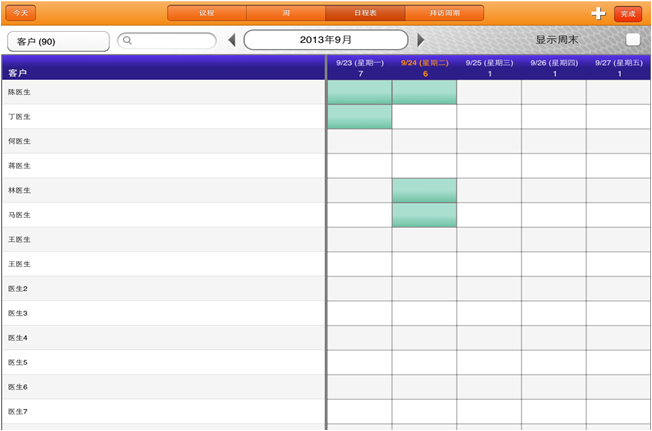 今天 议程 周 日程表 拜访周期 完成
客户 (90) 2013年9月 显示周末
客户 9/23 (星期一) 9/24 (星期二) 9/25 (星期三) 9/26 (星期四) 9/27 (星期五)
7 6 1 1 1
陈医生
丁医生
何医生
蒋医生
林医生
马医生
王医生
王医生
医生2
医生3
医生4
医生5
医生6
医生7